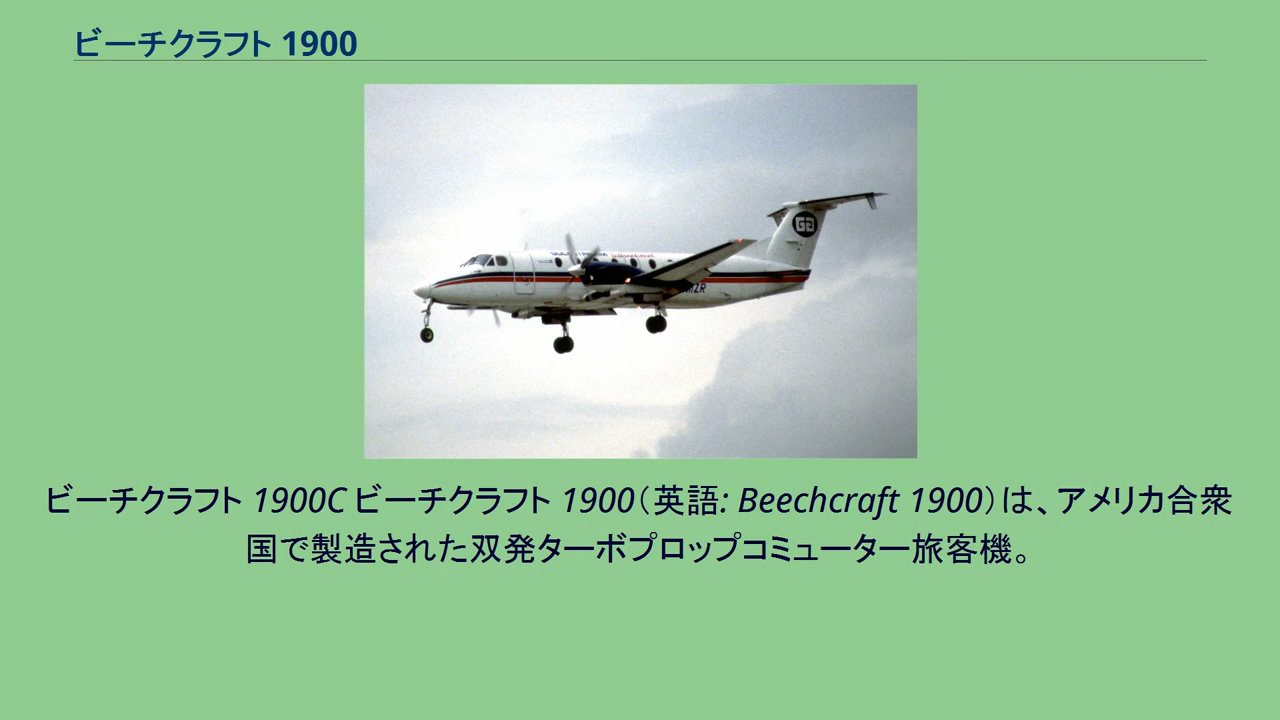 ビーチクラフト 1900
ビーチクラフト 1900C ビーチクラフト 1900（英語: Beechcraft 1900）は、アメリカ合衆
国で製造された双発ターボプロップコミューター旅客機。